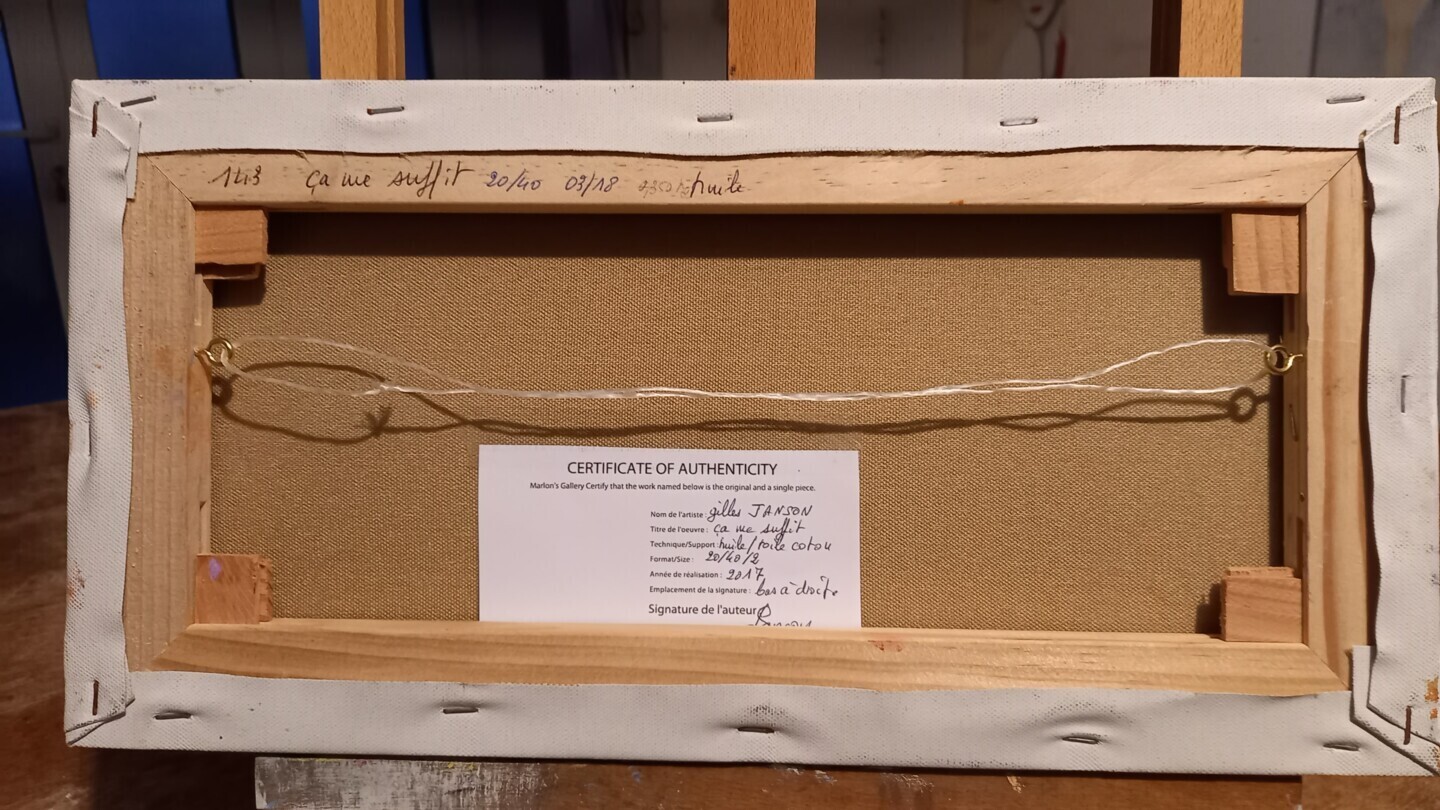 143 ça me suffit 20/40 03/18 huile
CERTIFICATE OF AUTHENTICITY
Marlon's Gallery Certify that the work named below is the original and a single piece.
Nom de l'artiste : gilles JANSON
Titre de l'oeuvre : ça me suffit
Technique/Support : huile/toile coton
Format/Size : 20/40/2
Année de réalisation : 2017
Emplacement de la signature : bas à droite
Signature de l'auteur